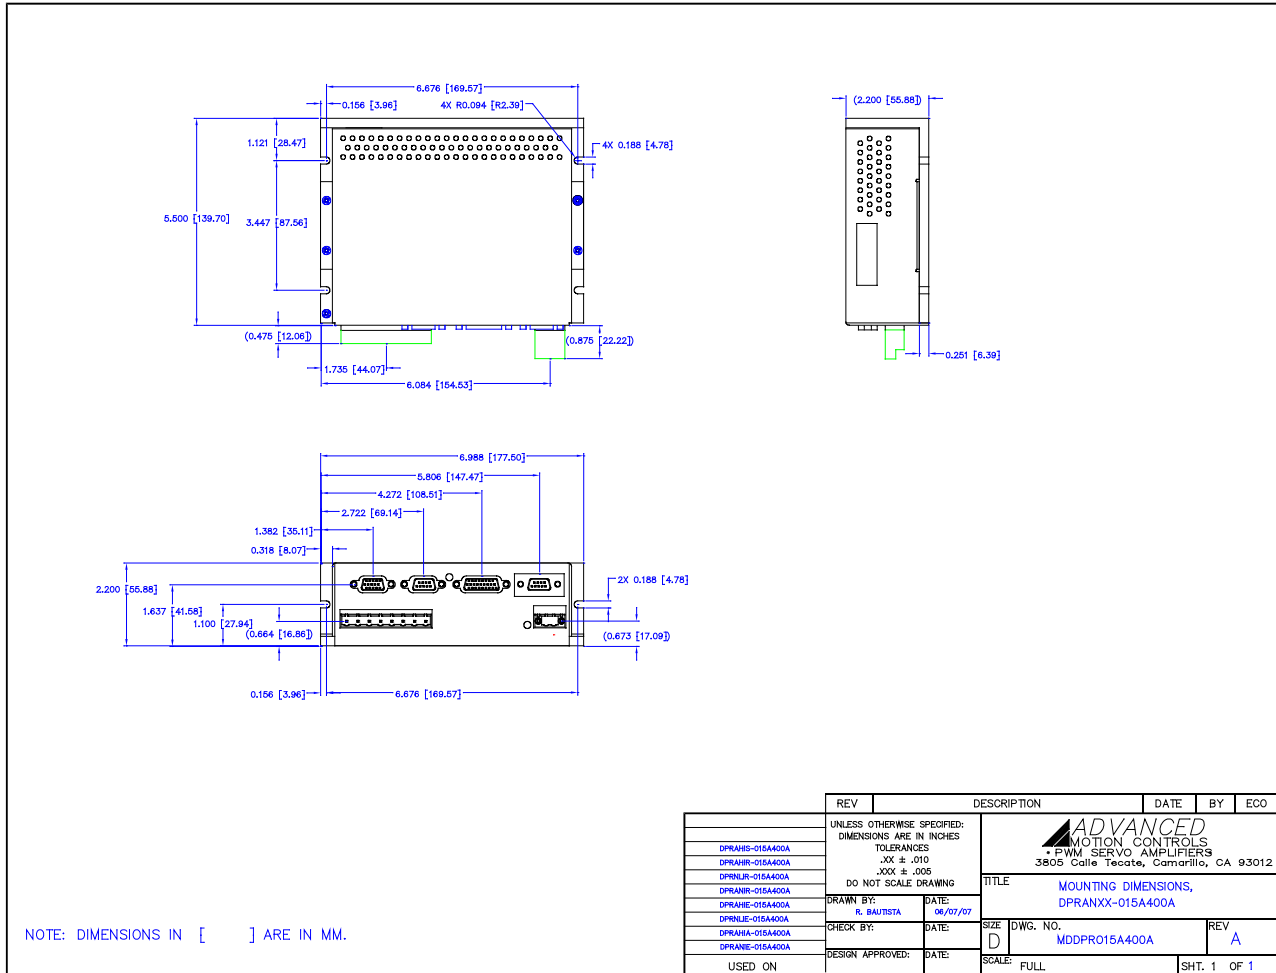 6.676 [169.57]
0.156 [3.96]
4X R0.094 [R2.39]
(2.200 [55.88])
1.121 [28.47]
4X 0.188 [4.78]
5.500 [139.70]
3.447 [87.56]
(0.475 [12.06])
(0.875 [22.22])
1.735 [44.07]
0.251 [6.39]
6.084 [154.53]
6.988 [177.50]
5.806 [147.47]
4.272 [108.51]
2.722 [69.14]
1.382 [35.11]
0.318 [8.07]
2.200 [55.88]
2X 0.188 [4.78]
1.637 [41.58]
1.100 [27.94]
(0.664 [16.86])
(0.673 [17.09])
0.156 [3.96]
6.676 [169.57]
REV DESCRIPTION DATE BY ECO
DPRAHIS-015A400A
DPRAHIR-015A400A
DPRNLIR-015A400A
DPRANIR-015A400A
DPRAHIE-015A400A
DPRNLIE-015A400A
DPRAHIA-015A400A
DPRANIE-015A400A
USED ON
UNLESS OTHERWISE SPECIFIED:
DIMENSIONS ARE IN INCHES
TOLERANCES
.XX ± .010
.XXX ± .005
DO NOT SCALE DRAWING
DRAWN BY: DATE:
R. BAUTISTA 06/07/07
CHECK BY: DATE:
DESIGN APPROVED: DATE:
ADVANCED
MOTION CONTROLS
• PWM SERVO AMPLIFIERS
3805 Calle Tecate, Camarillo, CA 93012
TITLE
MOUNTING DIMENSIONS,
DPRANXX-015A400A
SIZE DWG. NO. REV
D MDDPR015A400A A
SCALE: FULL SHT. 1 OF 1
NOTE: DIMENSIONS IN [ ] ARE IN MM.